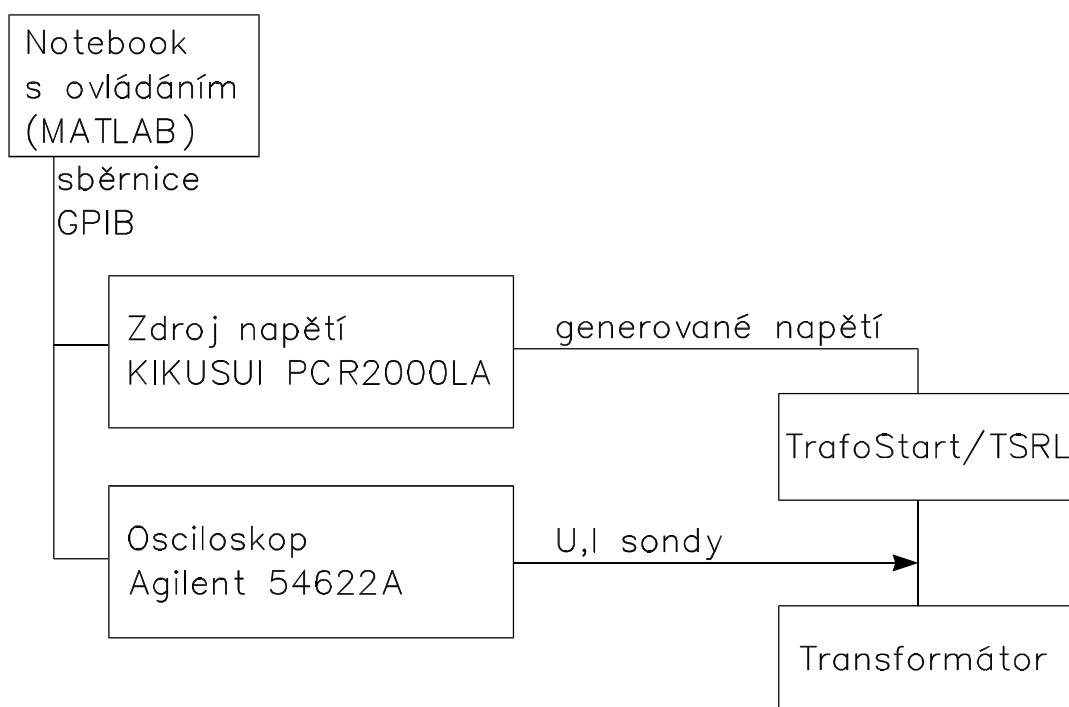 Notebook
s ovládáním
(MATLAB)
sběrnice
GPIB
Zdroj napětí
KIKUSUI PCR2000LA
generované napětí
TrafoStart/TSRL
Osciloskop
Agilent 54622A
U,I sondy
Transformátor